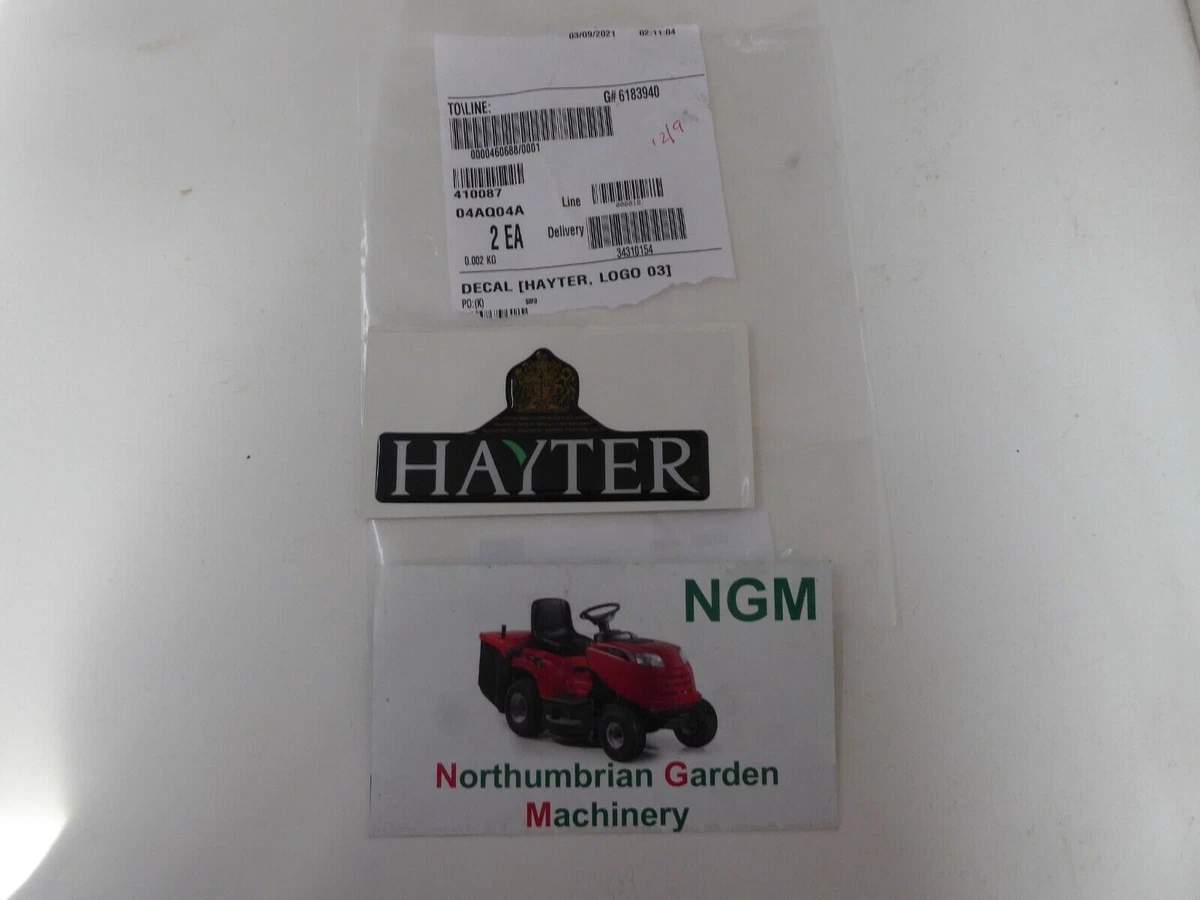 03/09/2021 02:11:04
TO\LINE: G# 6183940
0000460688/0001
12/9
410087
04AQ04A
Line
2 EA
Delivery
34310154
0.002 KG
DECAL [HAYTER, LOGO 03]
PO:(K) sara
HAYTER
NGM
Northumbrian Garden
Machinery